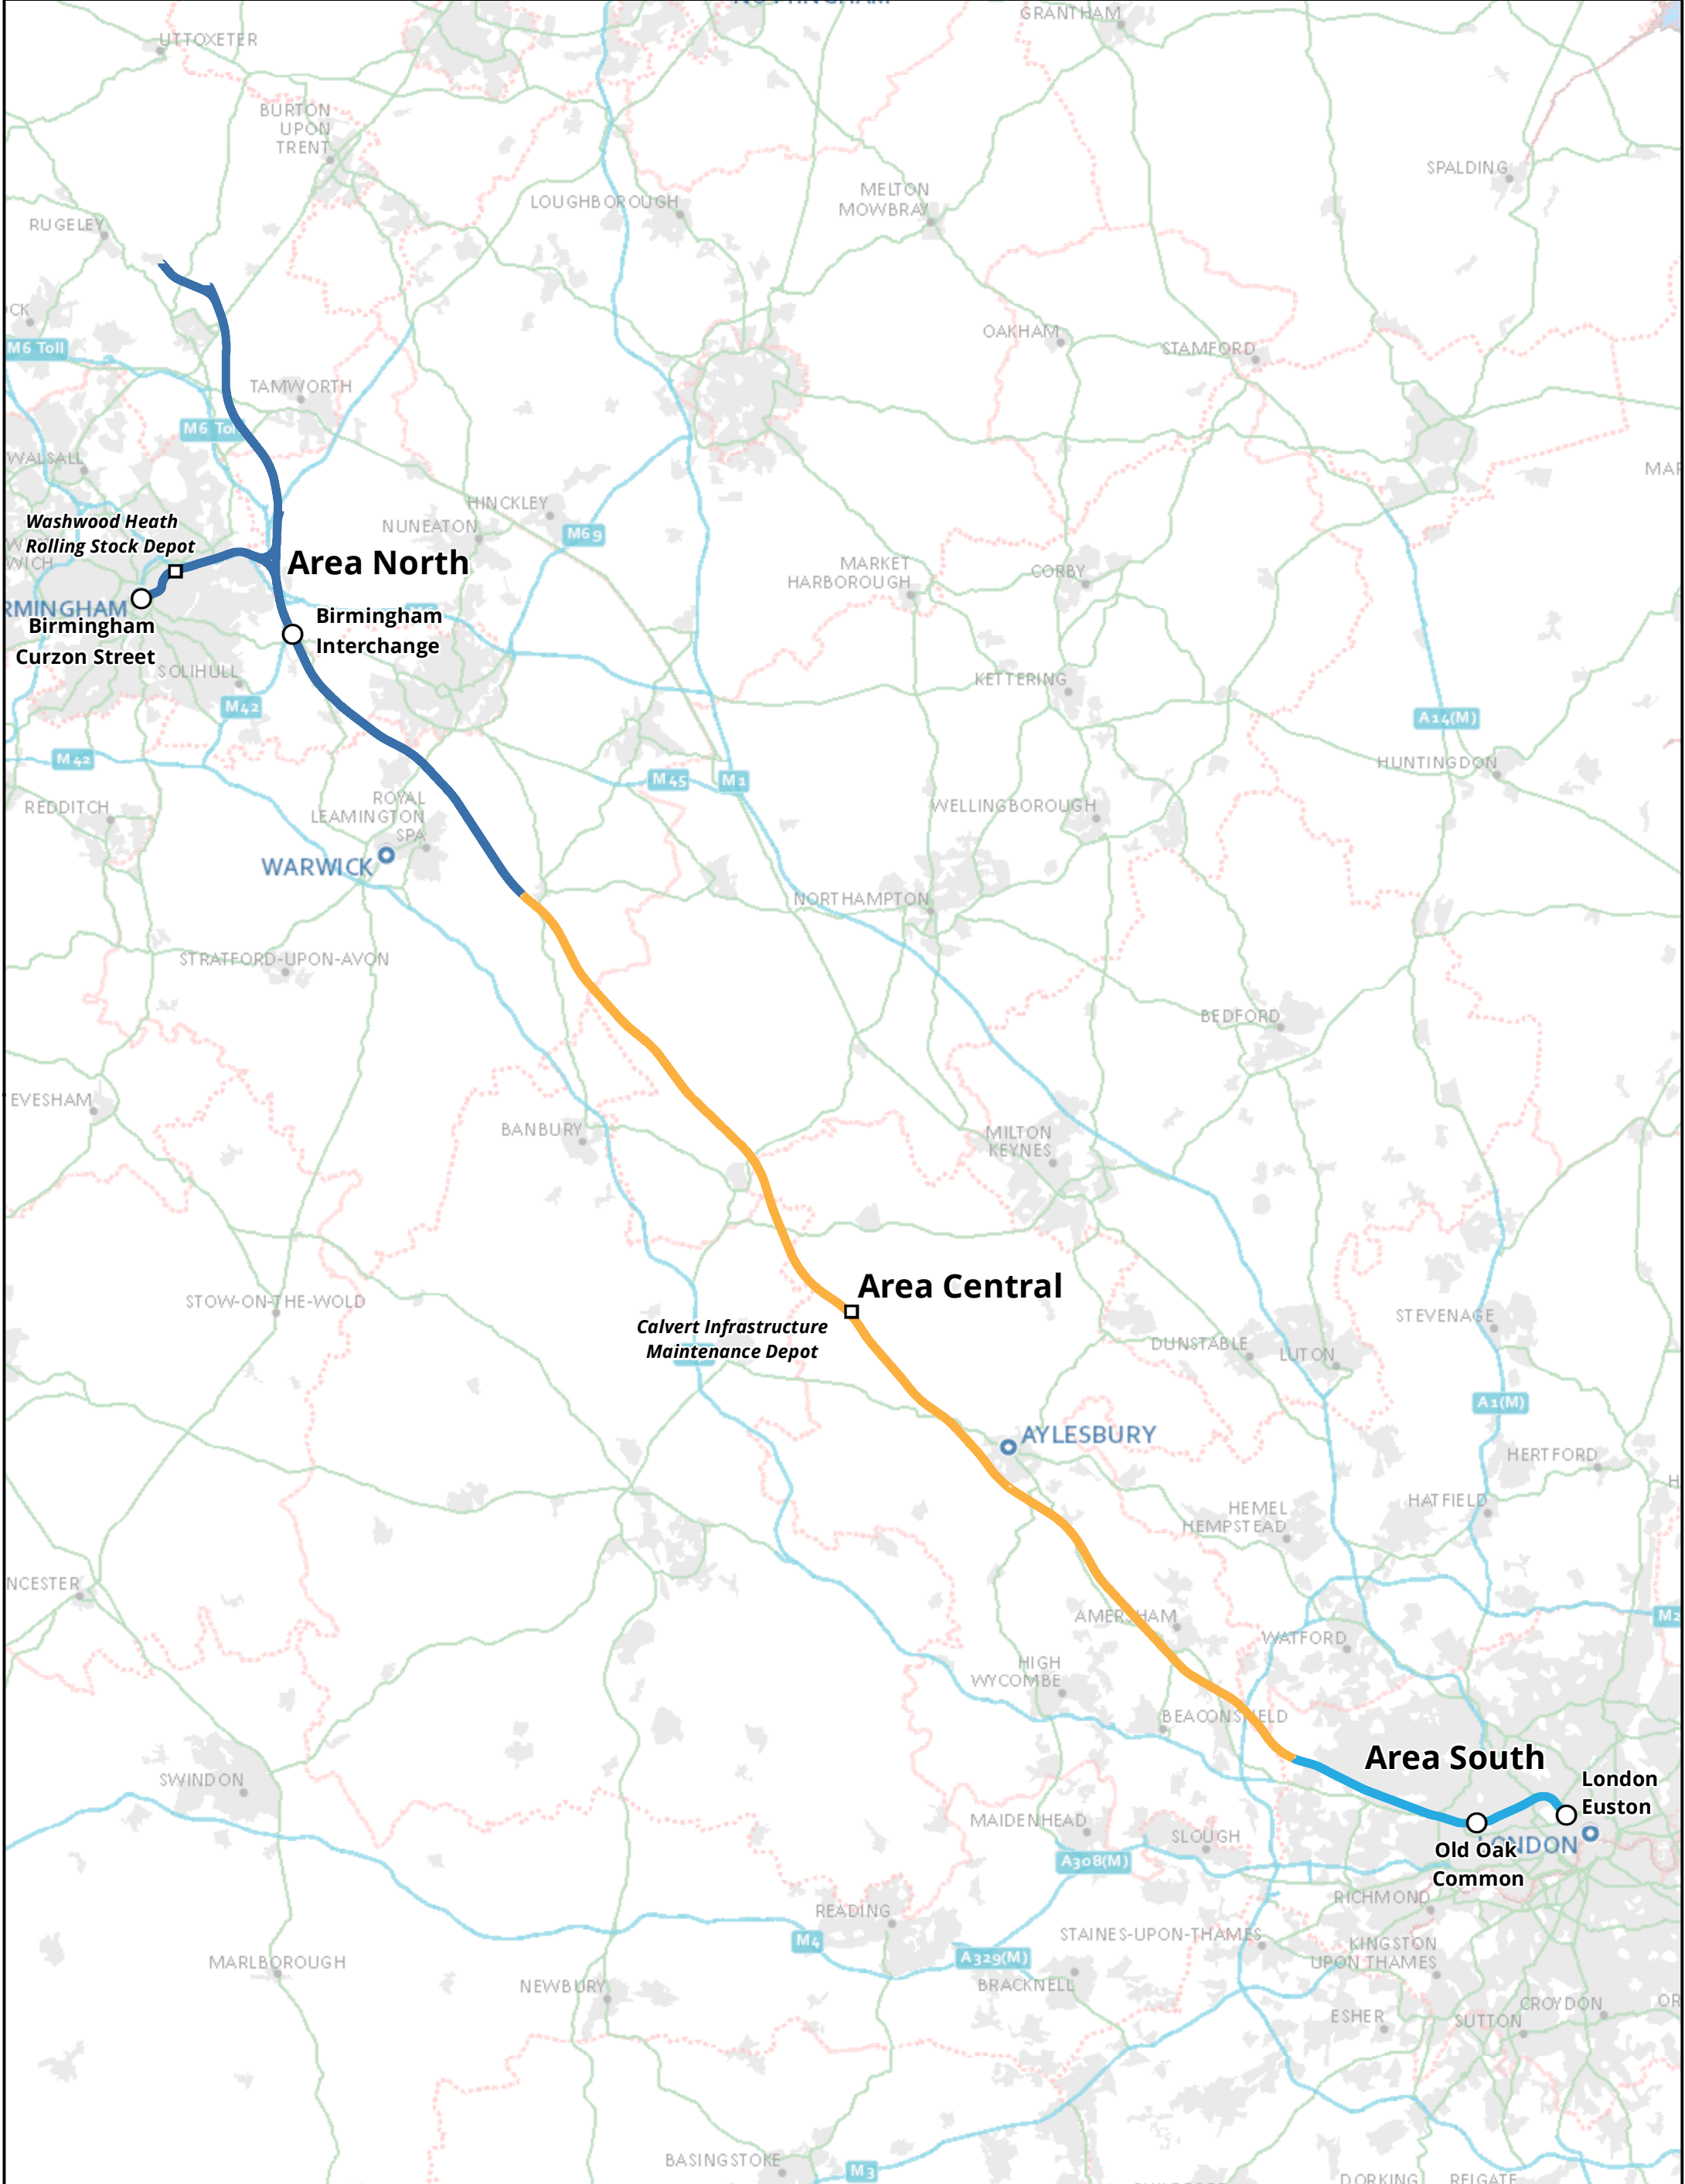 GRANTHAM
UTTOXETER
BURTON
UPON
TRENT
SPALDING
MELTON
MOWBRAY
LOUGHBOROUGH
RUGELEY
OAKHAM
STAMFORD
M6 Toll
TAMWORTH
M6 Toll
WALSALL
HINCKLEY
NUNEATON
M69
Washwood Heath
Rolling Stock Depot
Area North
MARKET
HARBOROUGH
CORBY
Birmingham
Curzon Street
Birmingham
Interchange
SOLIHULL
KETTERING
M42
A14(M)
M42
M45
M1
HUNTINGDON
REDDITCH
ROYAL
LEAMINGTON
SPA
WELLINGBOROUGH
WARWICK
NORTHAMPTON
STRATFORD-UPON-AVON
BEDFORD
EVESHAM
BANBURY
MILTON
KEYNES
Area Central
STOW-ON-THE-WOLD
Calvert Infrastructure
Maintenance Depot
STEVENAGE
DUNSTABLE
LUTON
A1(M)
AYLESBURY
HERTFORD
HATFIELD
HEMEL
HEMPSTEAD
NCESTER
AMERSHAM
M2
WATFORD
HIGH
WYCOMBE
BEACONSFIELD
Area South
SWINDON
London
Euston
MAIDENHEAD
SLOUGH
LONDON
Old Oak
Common
A308(M)
RICHMOND
READING
STAINES-UPON-THAMES
M4
A329(M)
KINGSTON
UPON THAMES
MARLBOROUGH
NEWBURY
BRACKNELL
CROYDON
ESHER
SUTTON
BASINGSTOKE
M3
DORKING
REIGATE